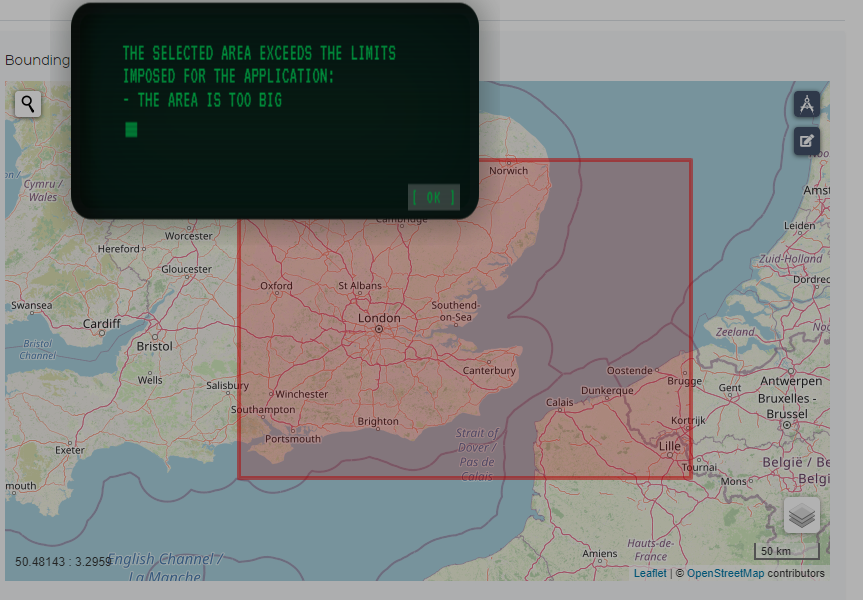 Bounding
THE SELECTED AREA EXCEEDS THE LIMITS
IMPOSED FOR THE APPLICATION:
- THE AREA IS TOO BIG
[ OK ]
Norwich
Cymru /
Wales
Cambridge
Worcester
Hereford
Gloucester
Oxford
St Albans
Southend-
on-Sea
London
Swansea
Cardiff
Bristol
Bristol
Channel
Wells
Salisbury
Winchester
Southampton
Portsmouth
Brighton
Canterbury
Exeter
mouth
Strait of
Dover /
Pas de
Calais
Calais
Dunkerque
Oostende
Brugge
Gent
Kortrijk
Lille
Tournai
Mons
Amst
Leiden
Zuid-Holland
Dordrec
Zeeland
Antwerpen
Bruxelles -
Brussel
België / Be
Belgi
Hauts-de-
France
Amiens
English Channel /
La Manche
50.48143 : 3.2959
50 km
Leaflet | © OpenStreetMap contributors